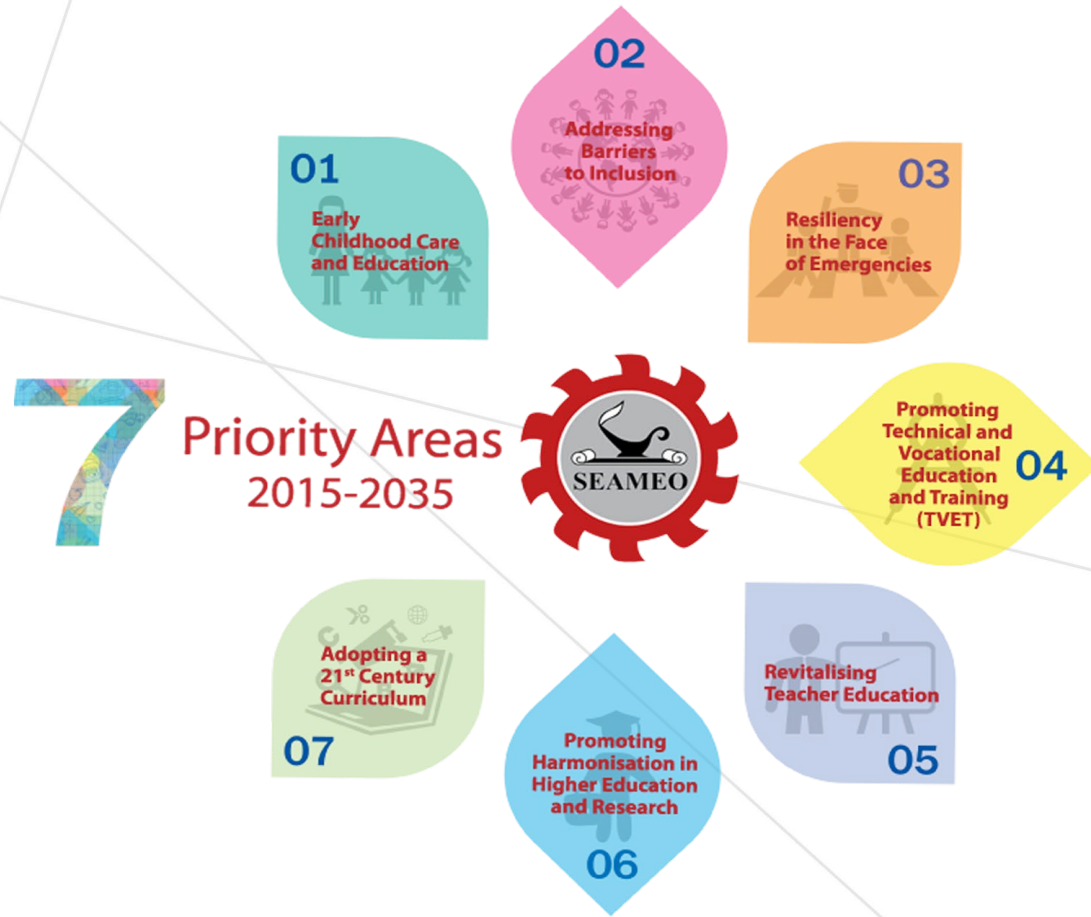 7
Priority Areas
2015-2035
SEAMEO
01
Early
Childhood Care
and Education
02
Addressing
Barriers
to Inclusion
03
Resiliency
in the Face
of Emergencies
04
Promoting
Technical and
Vocational
Education
and Training
(TVET)
Revitalising
Teacher Education
05
Promoting
Harmonisation in
Higher Education
and Research
06
Adopting a
21st Century
Curriculum
07